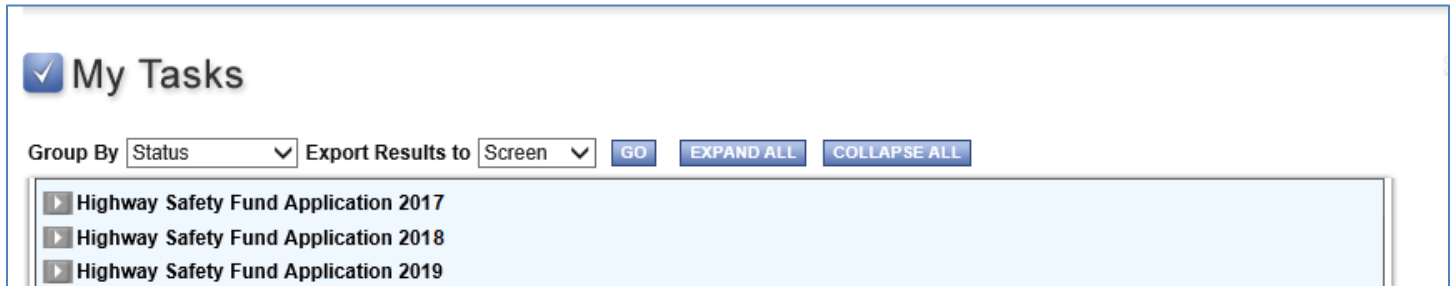 My Tasks
Group By Status Export Results to Screen GO EXPAND ALL COLLAPSE ALL
Highway Safety Fund Application 2017
Highway Safety Fund Application 2018
Highway Safety Fund Application 2019